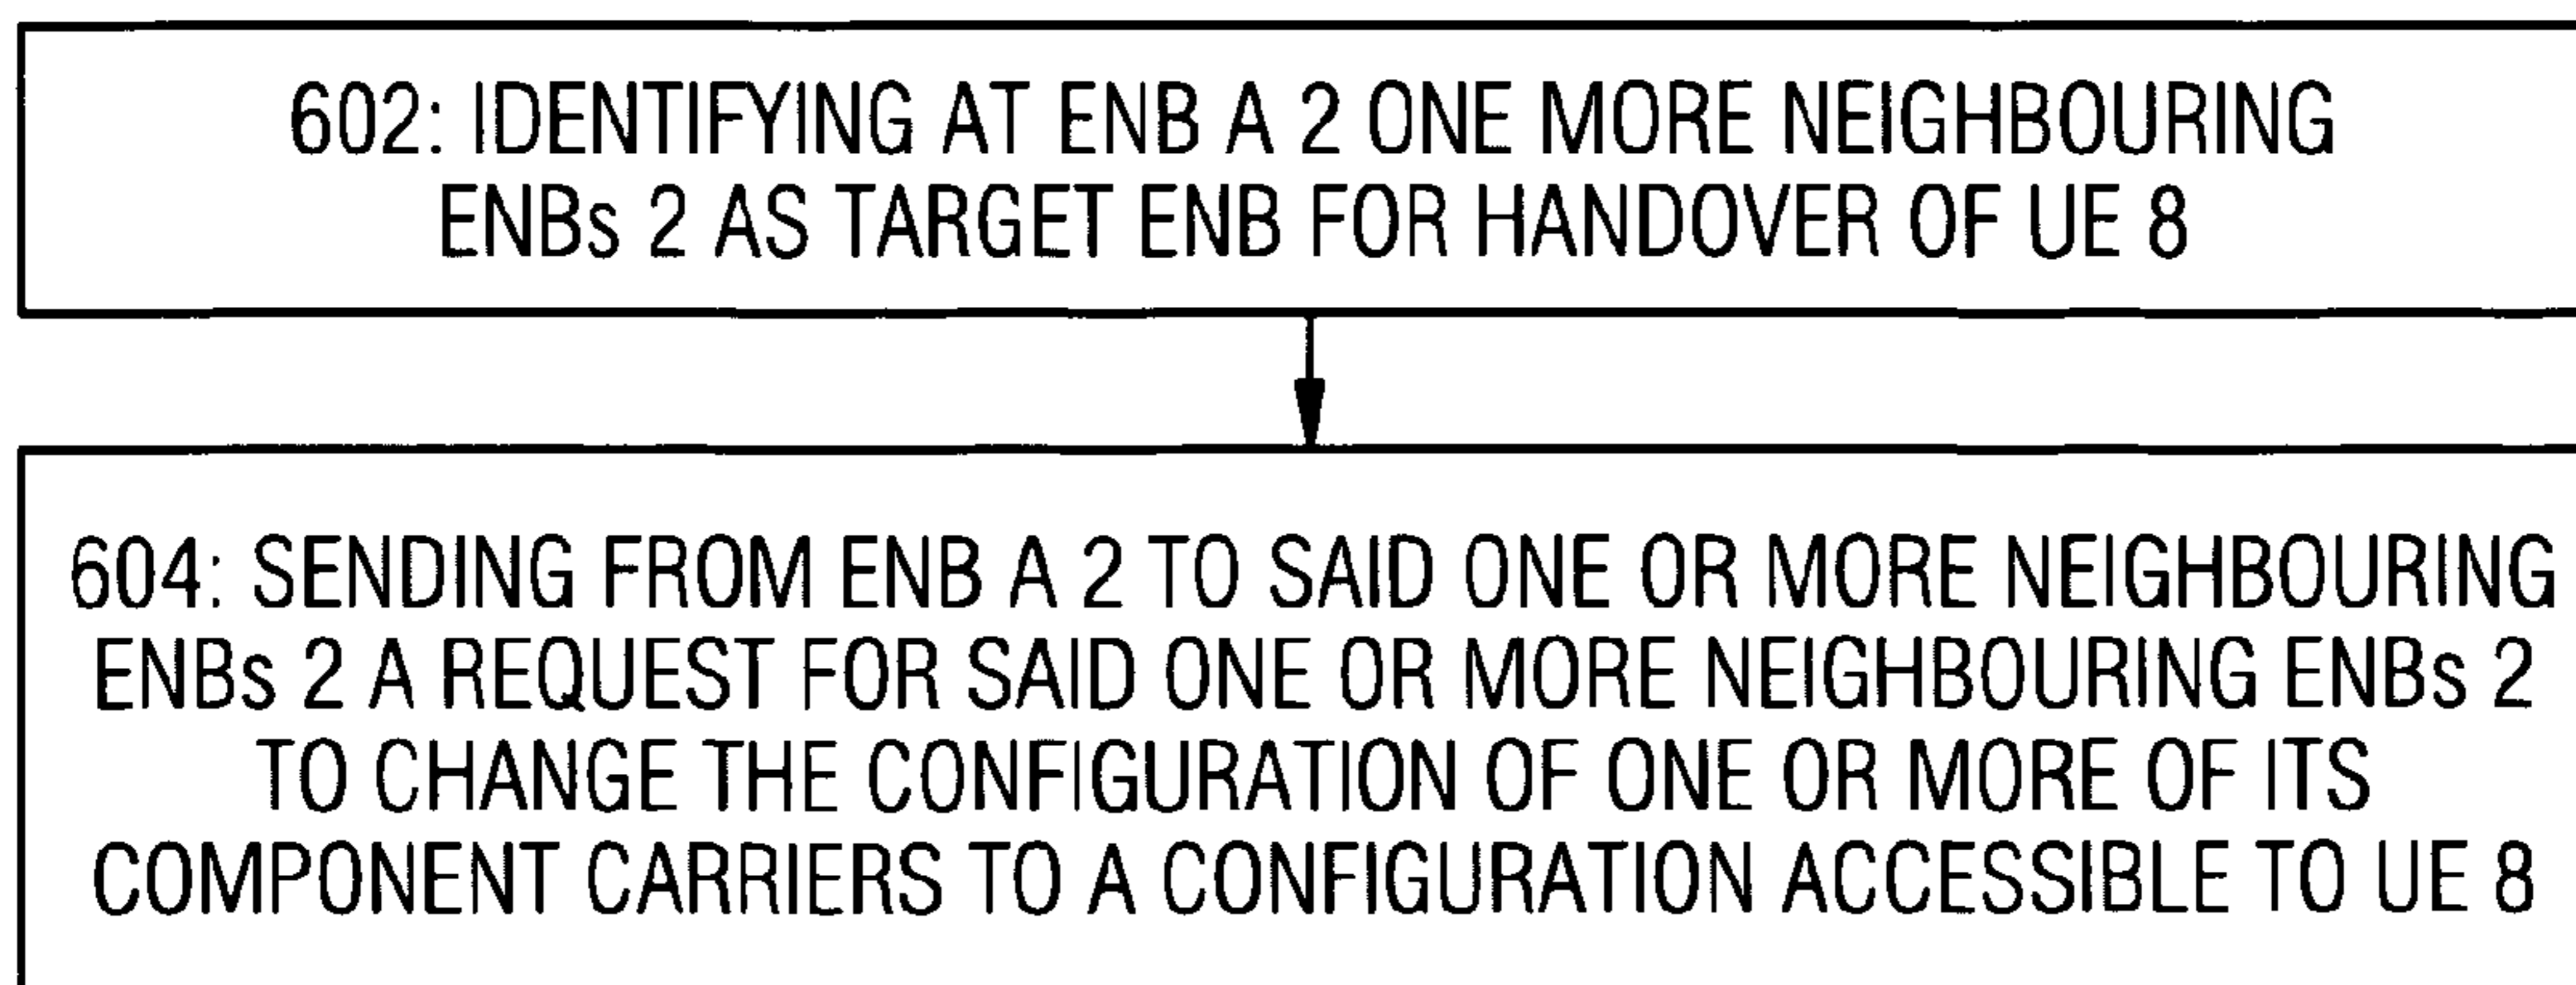 602: IDENTIFYING AT ENB A 2 ONE MORE NEIGHBOURING
ENBs 2 AS TARGET ENB FOR HANDOVER OF UE 8
604: SENDING FROM ENB A 2 TO SAID ONE OR MORE NEIGHBOURING
ENBs 2 A REQUEST FOR SAID ONE OR MORE NEIGHBOURING ENBs 2
TO CHANGE THE CONFIGURATION OF ONE OR MORE OF ITS
COMPONENT CARRIERS TO A CONFIGURATION ACCESSIBLE TO UE 8